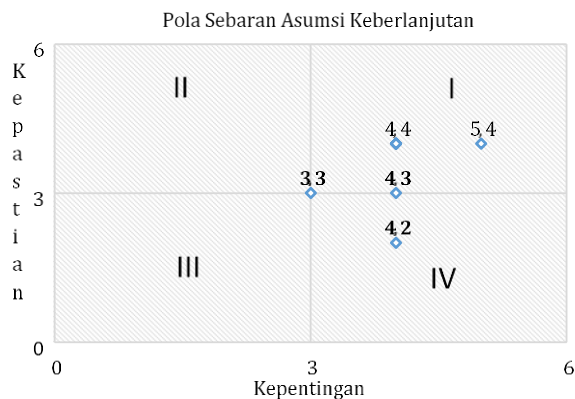 Pola Sebaran Asumsi Keberlanjutan
6
Kepastian
II
I
4,4
5,4
3,3
4,3
3
4,2
III
IV
0
0
3
6
Kepentingan